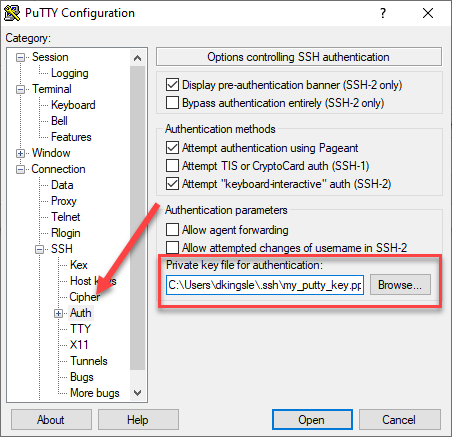 PuTTY Configuration
?
Category:
Session
Logging
Terminal
Keyboard
Bell
Features
Window
Connection
Data
Proxy
Telnet
Rlogin
SSH
Kex
Host keys
Cipher
Auth
TTY
X11
Tunnels
Bugs
More bugs
Options controlling SSH authentication
Display pre-authentication banner (SSH-2 only)
Bypass authentication entirely (SSH-2 only)
Authentication methods
Attempt authentication using Pageant
Attempt TIS or CryptoCard auth (SSH-1)
Attempt "keyboard-interactive" auth (SSH-2)
Authentication parameters
Allow agent forwarding
Allow attempted changes of username in SSH-2
Private key file for authentication:
C:\Users\dkingsle\.ssh\my_putty_key.pp
Browse...
About
Help
Open
Cancel